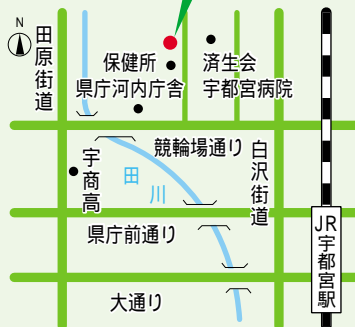 N
田原街道
保健所
済生会
宇都宮病院
県庁河内庁舎
競輪場通り
白沢街道
宇商高
田川
県庁前通り
JR宇都宮駅
大通り